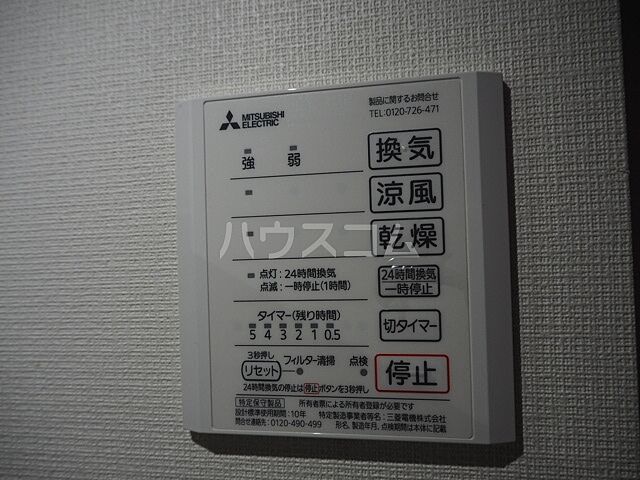 MITSUBISHI
ELECTRIC
製品に関するお問合せ
TEL:0120-726-471
強 弱
換気
涼風
乾燥
ハウスコム
点灯:24時間換気
点滅:一時停止(1時間)
24時間換気
一時停止
タイマー(残り時間)
5 4 3 2 1 0.5
切タイマー
3秒押し
リセット フィルター清掃 点検
停止
24時間換気の停止は停止ボタンを3秒押し
特定保守製品 所有者票による所有者登録が必要です
設計標準使用期間:10年 特定製造事業者等名:三菱電機株式会社
問合せ連絡先:0120-490-499 形名、製造年月、点検期間は本体に記載